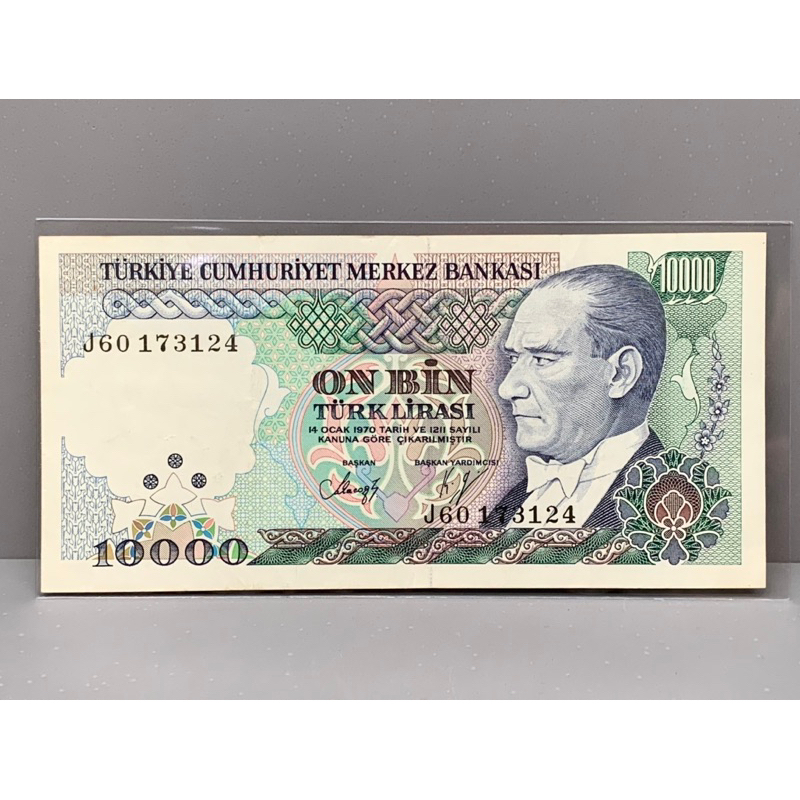 TÜRKİYE CUMHURİYET MERKEZ BANKASI
10000
J60 173124
ON BİN
TÜRK LİRASI
14 OCAK 1970 TARİH VE 1211 SAYILI
KANUNA GÖRE ÇIKARILMIŞTIR
BAŞKAN BAŞKAN YARDIMCISI
J60 173124
10000